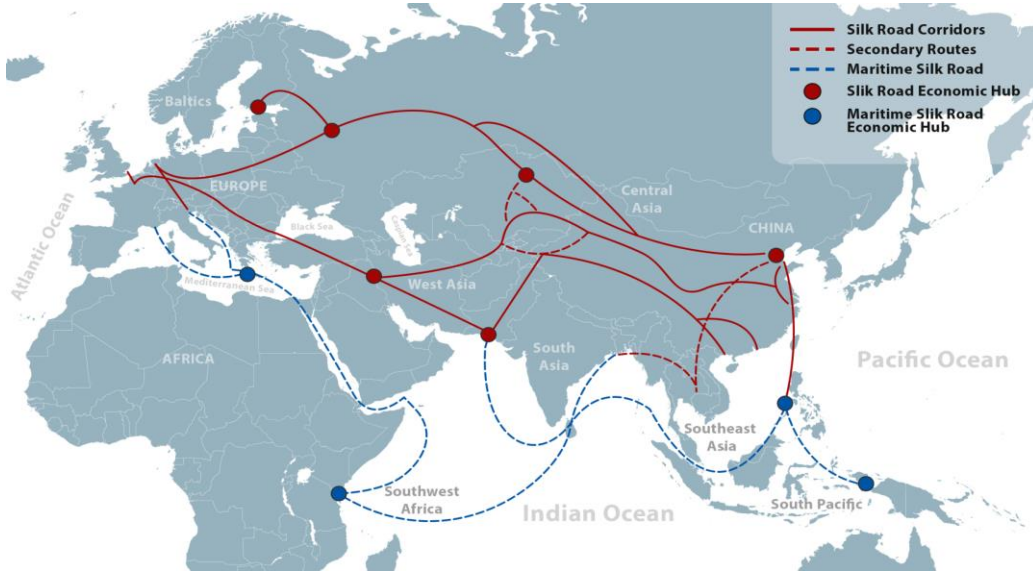 Silk Road Corridors
Secondary Routes
Maritime Silk Road
Slik Road Economic Hub
Maritime Slik Road
Economic Hub
Baltics
EUROPE
Central
Asia
CHINA
Atlantic Ocean
Black Sea
Caspian Sea
West Asia
Mediterranean Sea
AFRICA
South
Asia
Pacific Ocean
Southeast
Asia
Southwest
Africa
Indian Ocean
South Pacific